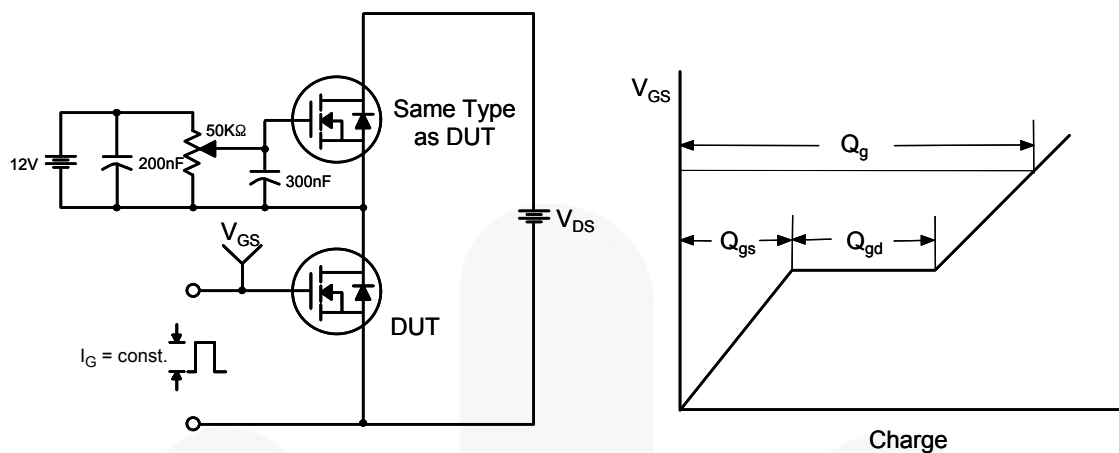 12V
200nF
50KΩ
300nF
Same Type
as DUT
V_DS
V_GS
DUT
I_G = const.
V_GS
Q_g
Q_gs
Q_gd
Charge